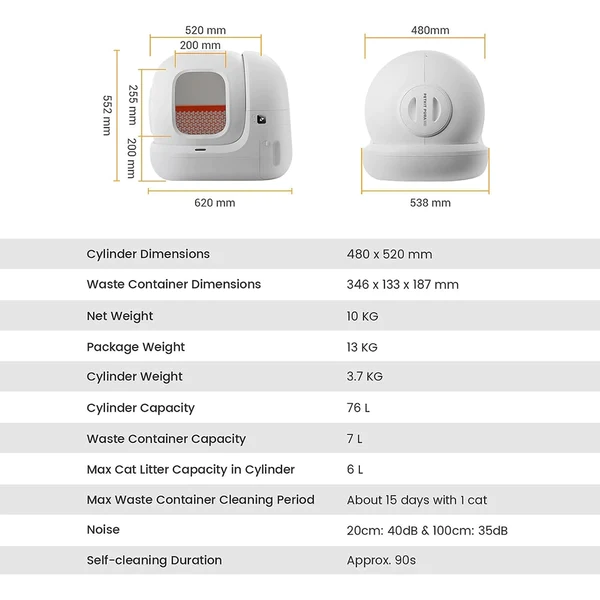 520 mm
480mm
200 mm
552 mm
255 mm
200 mm
620 mm
538 mm
Cylinder Dimensions 480 x 520 mm
Waste Container Dimensions 346 x 133 x 187 mm
Net Weight 10 KG
Package Weight 13 KG
Cylinder Weight 3.7 KG
Cylinder Capacity 76 L
Waste Container Capacity 7 L
Max Cat Litter Capacity in Cylinder 6 L
Max Waste Container Cleaning Period About 15 days with 1 cat
Noise 20cm: 40dB & 100cm: 35dB
Self-cleaning Duration Approx. 90s